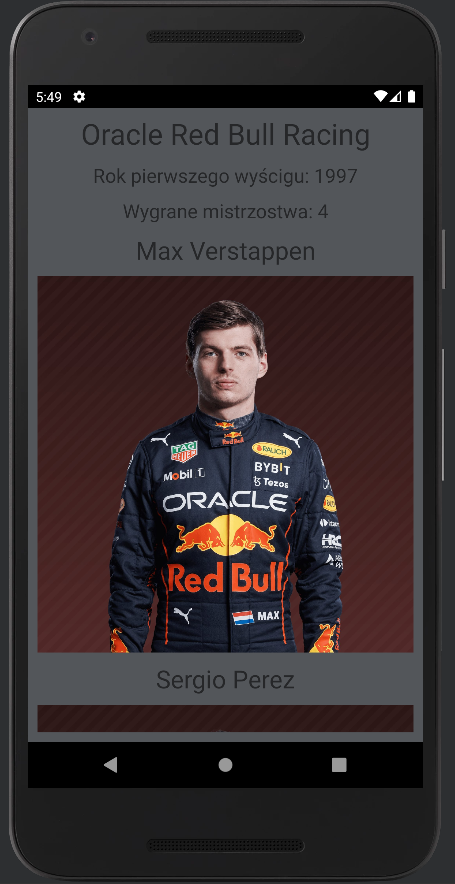 5:49
Oracle Red Bull Racing
Rok pierwszego wyścigu: 1997
Wygrane mistrzostwa: 4
Max Verstappen
TAG
RAUCH
Mobil 1
BYBIT
Tezos
ORACLE
HRC
Red Bull
MAX
Sergio Perez